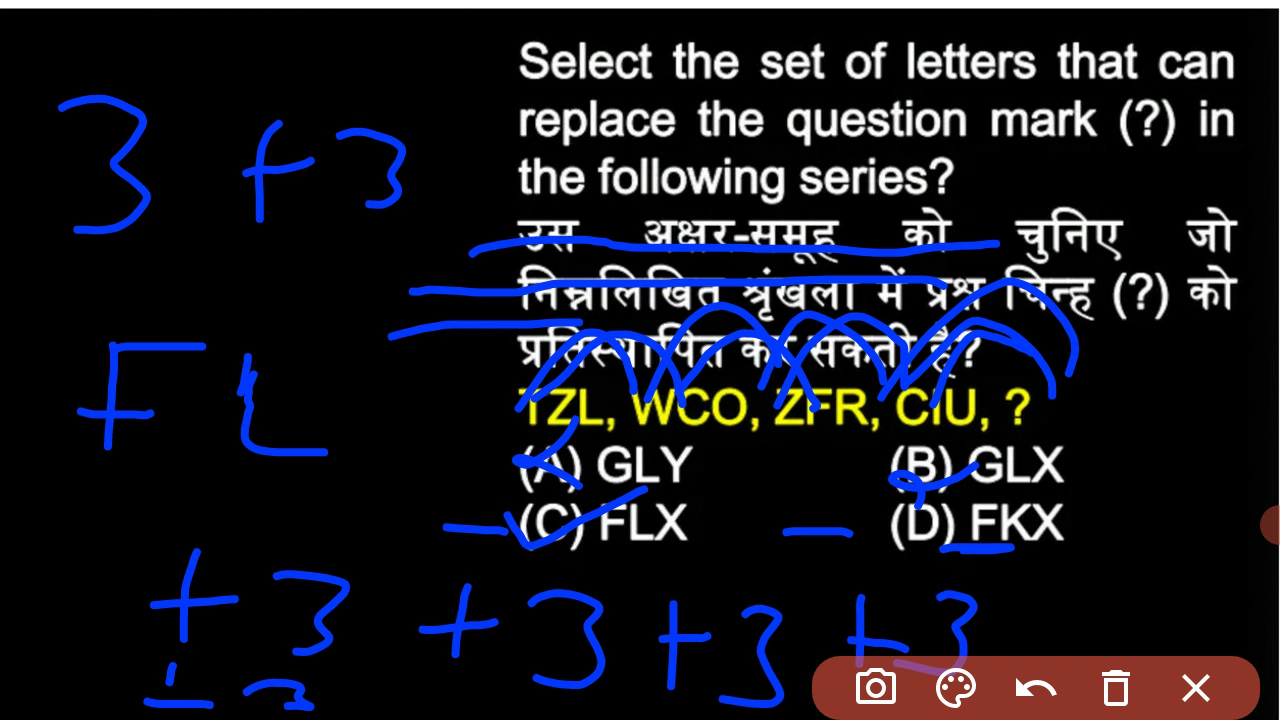 Select the set of letters that can
replace the question mark (?) in
the following series?
उस अक्षर-समूह को चुनिए जो
निम्नलिखित श्रृंखला में प्रश्न चिन्ह (?) को
प्रतिस्थापित कर सकती है?
TZL, WCO, ZFR, CIU, ?
(A) GLY (B) GLX
(C) FLX (D) FKX
3 +3
FL
+3 +3 +3 +3